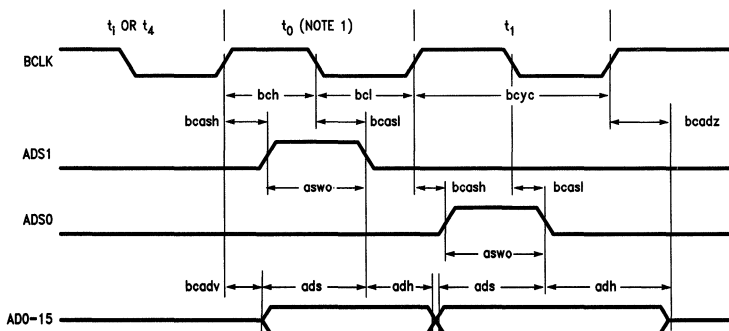 tᵢ OR t₄ t₀ (NOTE 1) t₁
BCLK
bch bcl bcyc
bcash bcasl bcadz
ADS1
aswo bcash bcasl
ADS0
aswo
bcadv ads adh ads adh
AD0-15